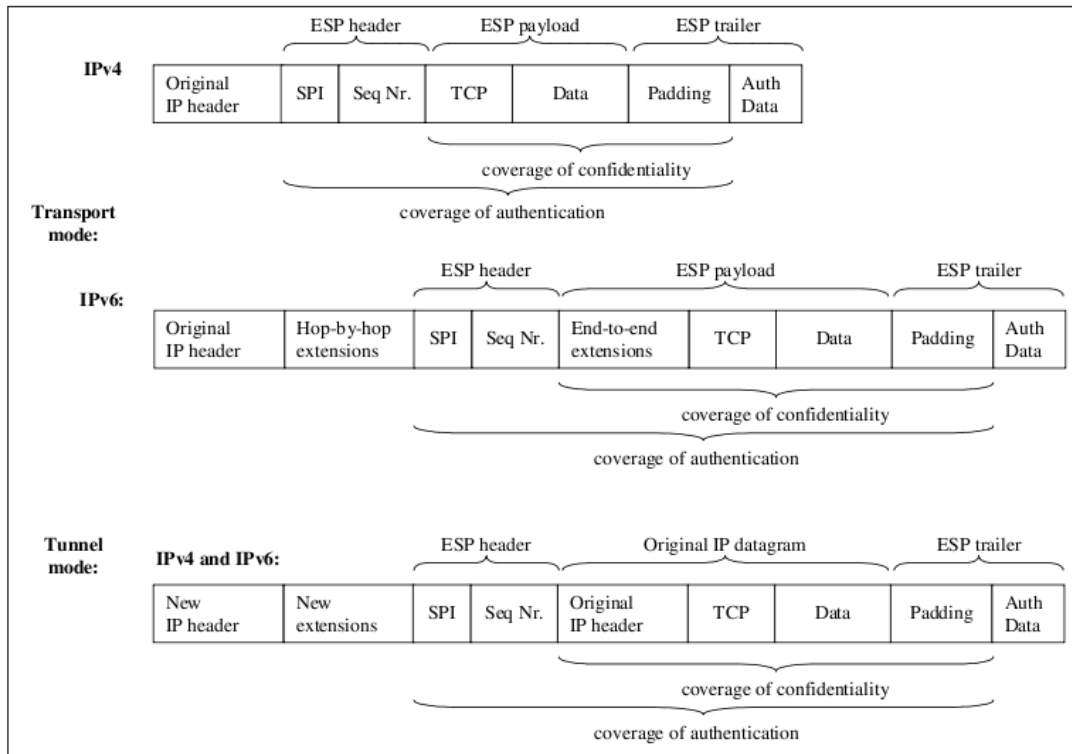 ESP header ESP payload ESP trailer
IPv4
Original IP header SPI Seq Nr. TCP Data Padding Auth Data
coverage of confidentiality
coverage of authentication
Transport mode:
ESP header ESP payload ESP trailer
IPv6:
Original IP header Hop-by-hop extensions SPI Seq Nr. End-to-end extensions TCP Data Padding Auth Data
coverage of confidentiality
coverage of authentication
Tunnel mode:
IPv4 and IPv6:
ESP header Original IP datagram ESP trailer
New IP header New extensions SPI Seq Nr. Original IP header TCP Data Padding Auth Data
coverage of confidentiality
coverage of authentication